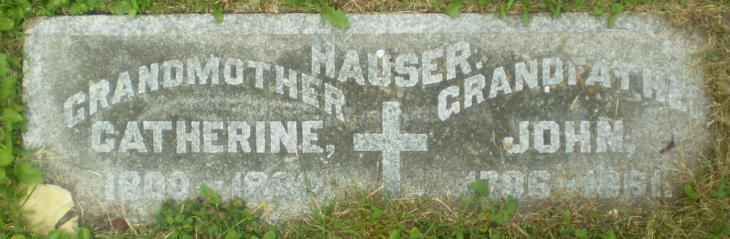 HAUSER.
GRANDMOTHER GRANDFATHER
CATHERINE, JOHN,